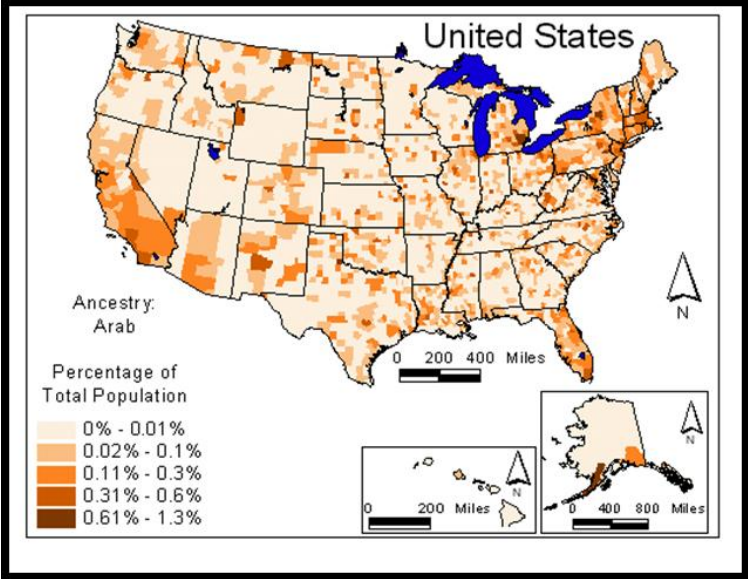 United States
Ancestry:
Arab
N
0 200 400 Miles
Percentage of
Total Population
0% - 0.01%
0.02% - 0.1%
0.11% - 0.3%
0.31% - 0.6%
0.61% - 1.3%
N
0 200 Miles
N
0 400 800 Miles